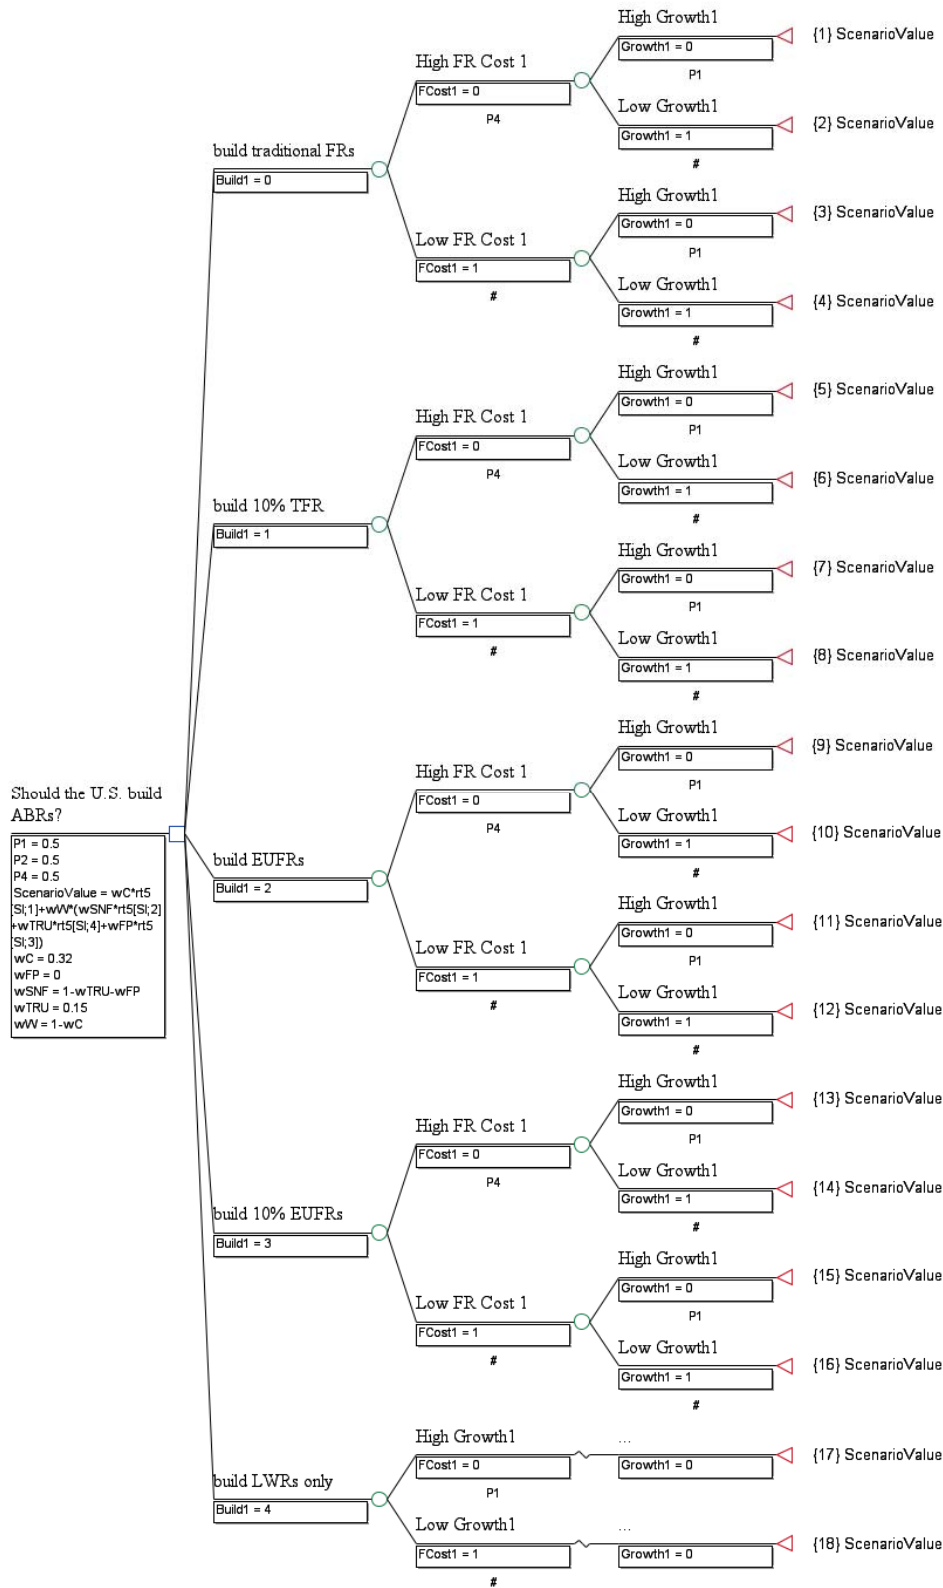 High Growth1
{1} ScenarioValue
Growth1 = 0
P1
High FR Cost 1
FCost1 = 0
P4
Low Growth1
{2} ScenarioValue
Growth1 = 1
#
build traditional FRs
Build1 = 0
High Growth1
{3} ScenarioValue
Growth1 = 0
P1
Low FR Cost 1
FCost1 = 1
#
Low Growth1
{4} ScenarioValue
Growth1 = 1
#
High Growth1
{5} ScenarioValue
Growth1 = 0
P1
High FR Cost 1
FCost1 = 0
P4
Low Growth1
{6} ScenarioValue
Growth1 = 1
#
build 10% TFR
Build1 = 1
High Growth1
{7} ScenarioValue
Growth1 = 0
P1
Low FR Cost 1
FCost1 = 1
#
Low Growth1
{8} ScenarioValue
Growth1 = 1
#
High Growth1
{9} ScenarioValue
Growth1 = 0
P1
High FR Cost 1
FCost1 = 0
P4
Low Growth1
{10} ScenarioValue
Growth1 = 1
#
Should the U.S. build
ABRs?
P1 = 0.5
P2 = 0.5
P4 = 0.5
ScenarioValue = wC*rt5
[SI;1]+wW*(wSNF*rt5[SI;2]
+wTRU*rt5[SI;4]+wFP*rt5
[SI;3])
wC = 0.32
wFP = 0
wSNF = 1-wTRU-wFP
wTRU = 0.15
wW = 1-wC
build EUFRs
Build1 = 2
High Growth1
{11} ScenarioValue
Growth1 = 0
P1
Low FR Cost 1
FCost1 = 1
#
Low Growth1
{12} ScenarioValue
Growth1 = 1
#
High Growth1
{13} ScenarioValue
Growth1 = 0
P1
High FR Cost 1
FCost1 = 0
P4
Low Growth1
{14} ScenarioValue
Growth1 = 1
#
build 10% EUFRs
Build1 = 3
High Growth1
{15} ScenarioValue
Growth1 = 0
P1
Low FR Cost 1
FCost1 = 1
#
Low Growth1
{16} ScenarioValue
Growth1 = 1
#
High Growth1
...
{17} ScenarioValue
FCost1 = 0
Growth1 = 0
P1
build LWRs only
Build1 = 4
Low Growth1
...
{18} ScenarioValue
FCost1 = 1
Growth1 = 0
#